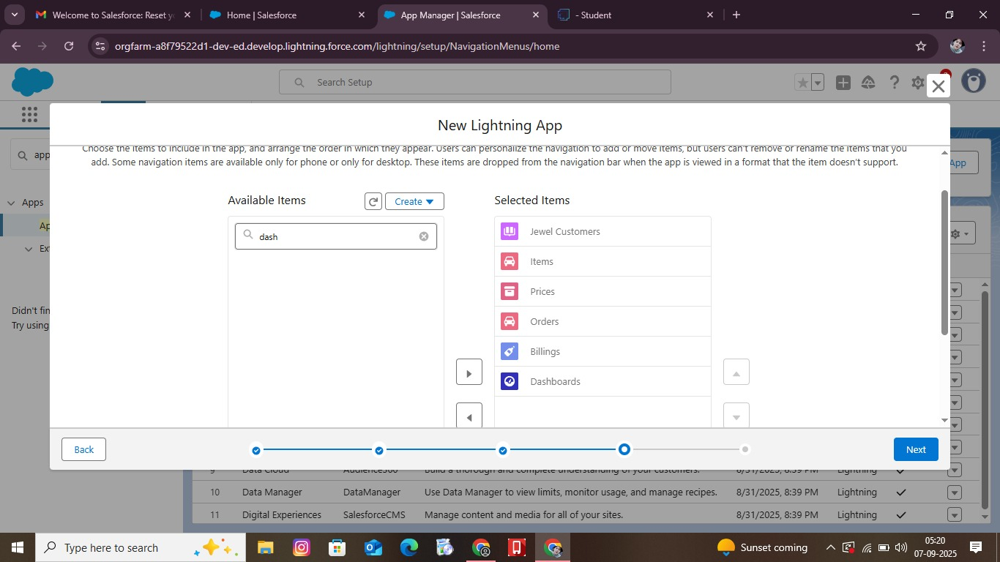 Welcome to Salesforce: Reset y
Home | Salesforce
App Manager | Salesforce
- Student
orgfarm-a8f79522d1-dev-ed.develop.lightning.force.com/lightning/setup/NavigationMenus/home
Search Setup
New Lightning App
app
App
Choose the items to include in the app, and arrange the order in which they appear. Users can personalize the navigation to add or move items, but users can't remove or rename the items that you
add. Some navigation items are available only for phone or only for desktop. These items are dropped from the navigation bar when the app is viewed in a format that the item doesn't support.
Apps
Ap
Ext
Available Items
Create
Selected Items
dash
Jewel Customers
Items
Prices
Orders
Billings
Dashboards
Didn't fin
Try using
Back
Next
9 Data Cloud Audience360 Build a thorough and complete understanding of your customers. 8/31/2025, 8:39 PM Lightning
10 Data Manager DataManager Use Data Manager to view limits, monitor usage, and manage recipes. 8/31/2025, 8:39 PM Lightning
11 Digital Experiences SalesforceCMS Manage content and media for all of your sites. 8/31/2025, 8:39 PM Lightning
Type here to search
Sunset coming
05:20
07-09-2025